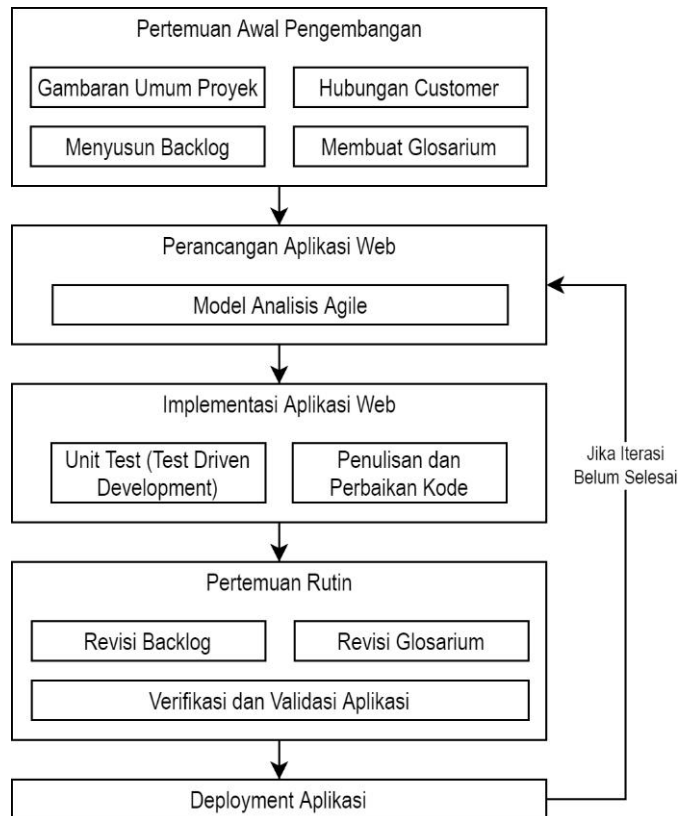 Pertemuan Awal Pengembangan
Gambaran Umum Proyek
Hubungan Customer
Menyusun Backlog
Membuat Glosarium
Perancangan Aplikasi Web
Model Analisis Agile
Implementasi Aplikasi Web
Unit Test (Test Driven
Development)
Penulisan dan
Perbaikan Kode
Jika Iterasi
Belum Selesai
Pertemuan Rutin
Revisi Backlog
Revisi Glosarium
Verifikasi dan Validasi Aplikasi
Deployment Aplikasi